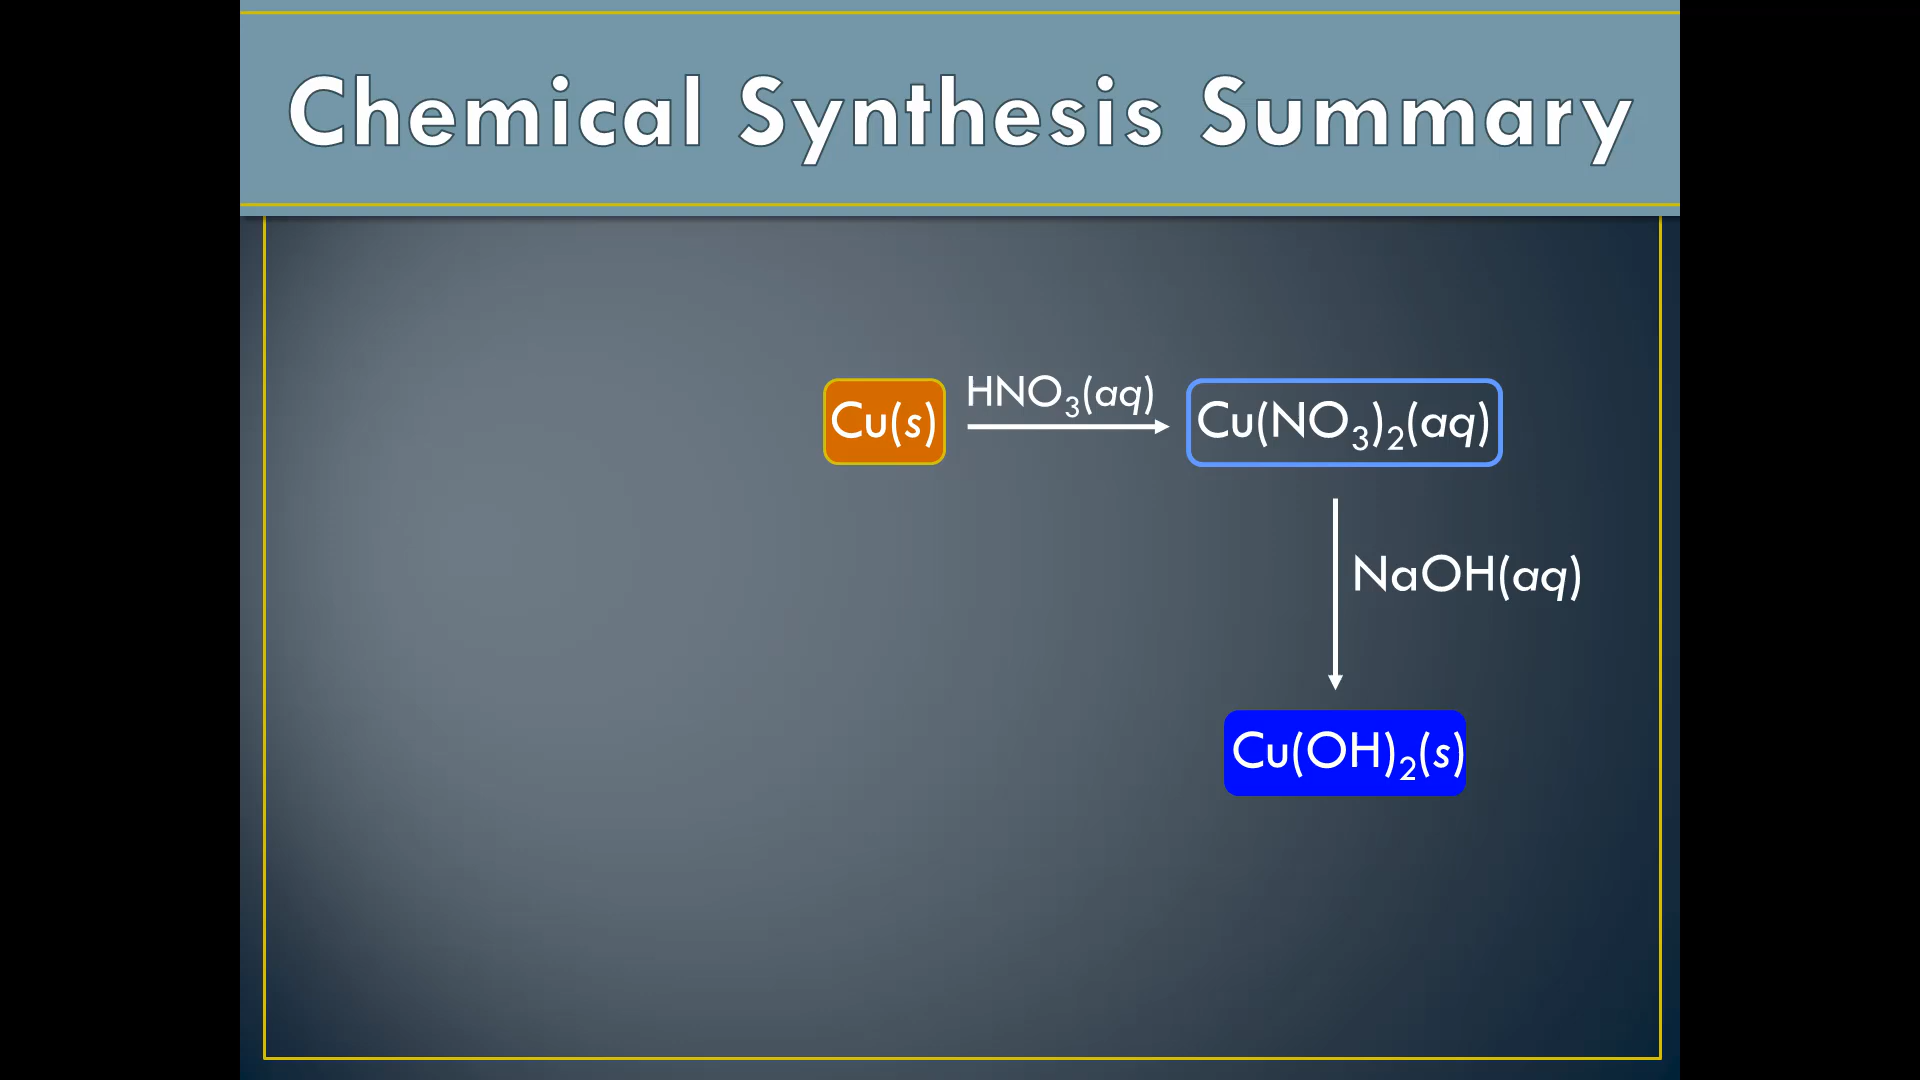 Chemical Synthesis Summary
Cu(s) HNO₃(aq) Cu(NO₃)₂(aq)
NaOH(aq)
Cu(OH)₂(s)